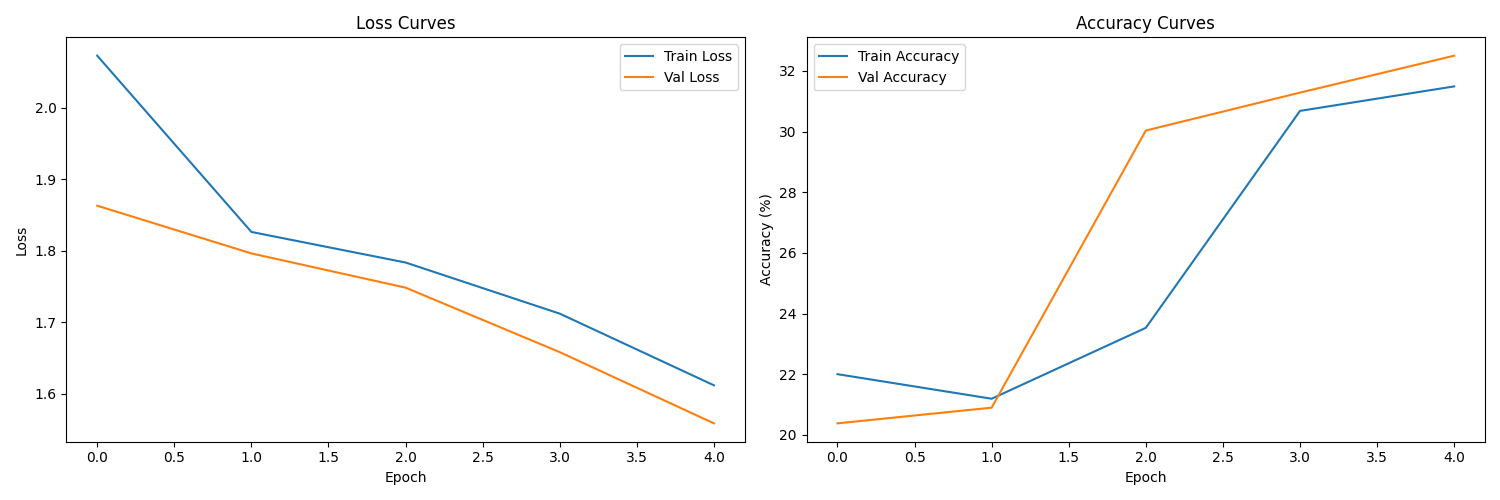 Loss Curves
Train Loss
Val Loss
2.0
1.9
1.8
1.7
1.6
Loss
0.0 0.5 1.0 1.5 2.0 2.5 3.0 3.5 4.0
Epoch
Accuracy Curves
Train Accuracy
Val Accuracy
32
30
28
26
24
22
20
Accuracy (%)
0.0 0.5 1.0 1.5 2.0 2.5 3.0 3.5 4.0
Epoch